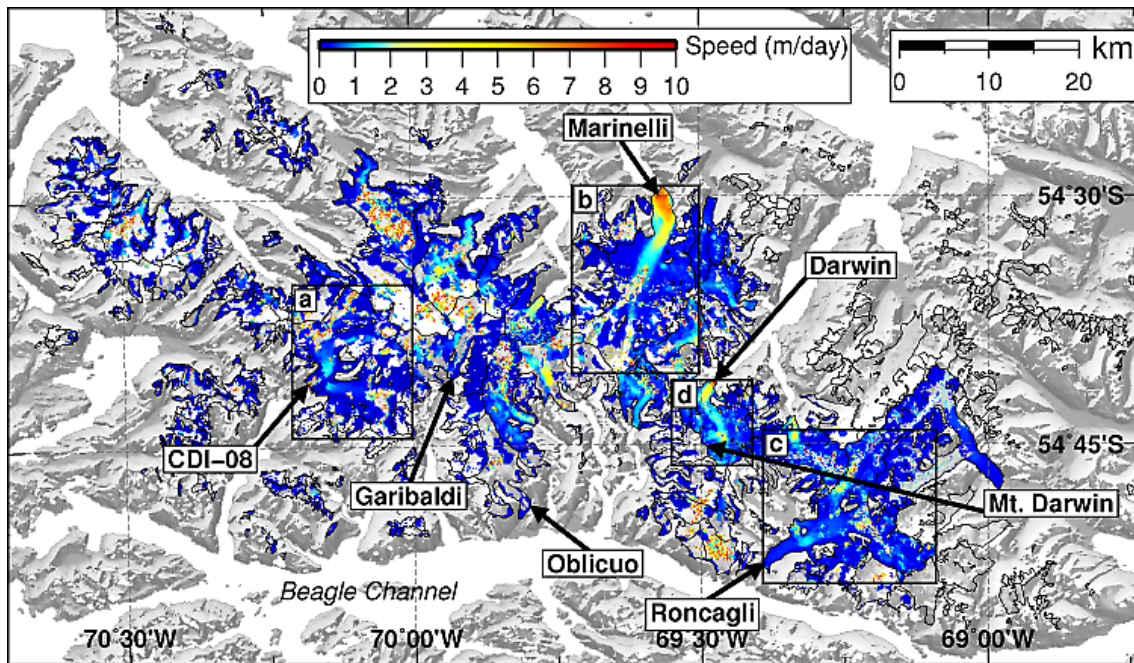 Speed (m/day)
0 1 2 3 4 5 6 7 8 9 10
km
0 10 20
Marinelli
b
54°30'S
Darwin
a
d
c
54°45'S
CDI-08
Garibaldi
Mt. Darwin
Oblicuo
Beagle Channel
Roncagli
70°30'W 70°00'W 69°30'W 69°00'W